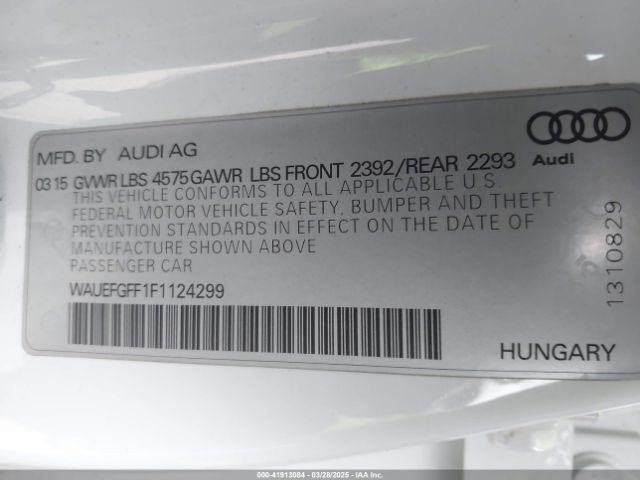 MFD. BY AUDI AG
03 15 GVWR LBS 4575 GAWR LBS FRONT 2392/REAR 2293
THIS VEHICLE CONFORMS TO ALL APPLICABLE U.S.
FEDERAL MOTOR VEHICLE SAFETY, BUMPER AND THEFT
PREVENTION STANDARDS IN EFFECT ON THE DATE OF
MANUFACTURE SHOWN ABOVE
PASSENGER CAR
WAUEFGFF1F1124299
Audi
1310829
HUNGARY
000-41913084 | 03/28/2025 - IAA, Inc.